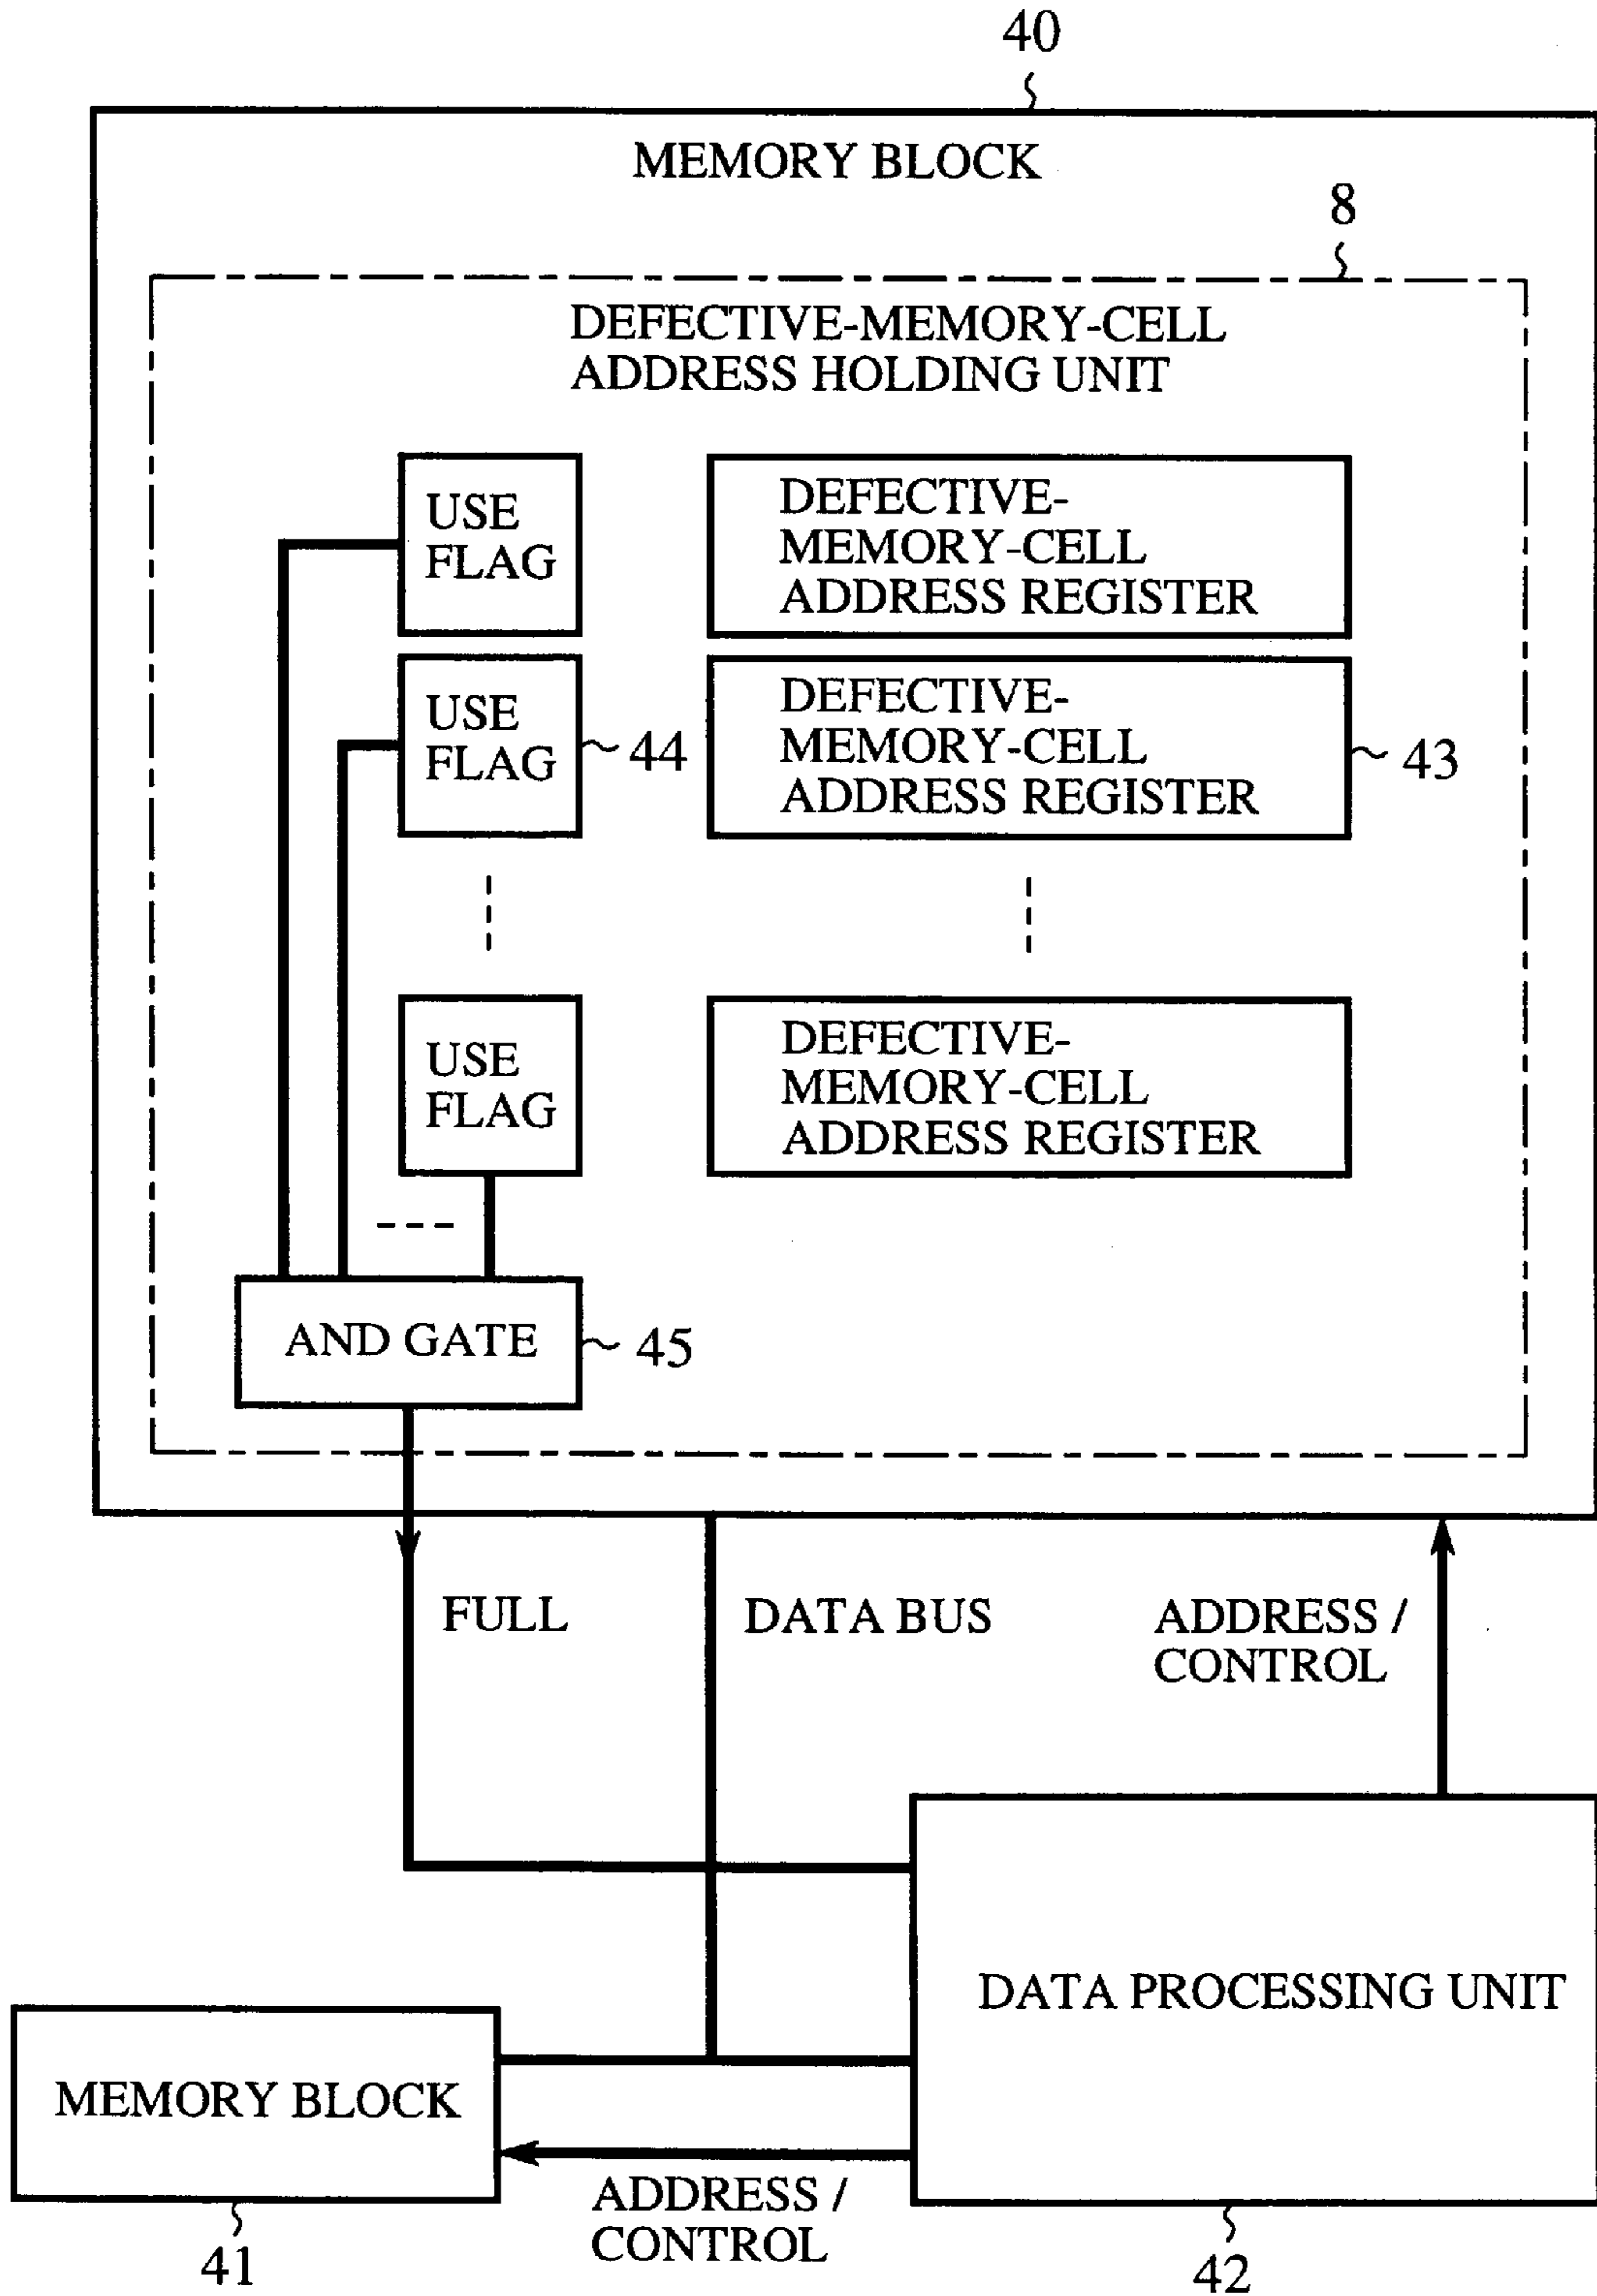 40
MEMORY BLOCK
8
DEFECTIVE-MEMORY-CELL
ADDRESS HOLDING UNIT
USE
FLAG
DEFECTIVE-
MEMORY-CELL
ADDRESS REGISTER
USE
FLAG
44
DEFECTIVE-
MEMORY-CELL
ADDRESS REGISTER
43
USE
FLAG
DEFECTIVE-
MEMORY-CELL
ADDRESS REGISTER
AND GATE
45
FULL
DATA BUS
ADDRESS /
CONTROL
DATA PROCESSING UNIT
MEMORY BLOCK
ADDRESS /
CONTROL
41
42